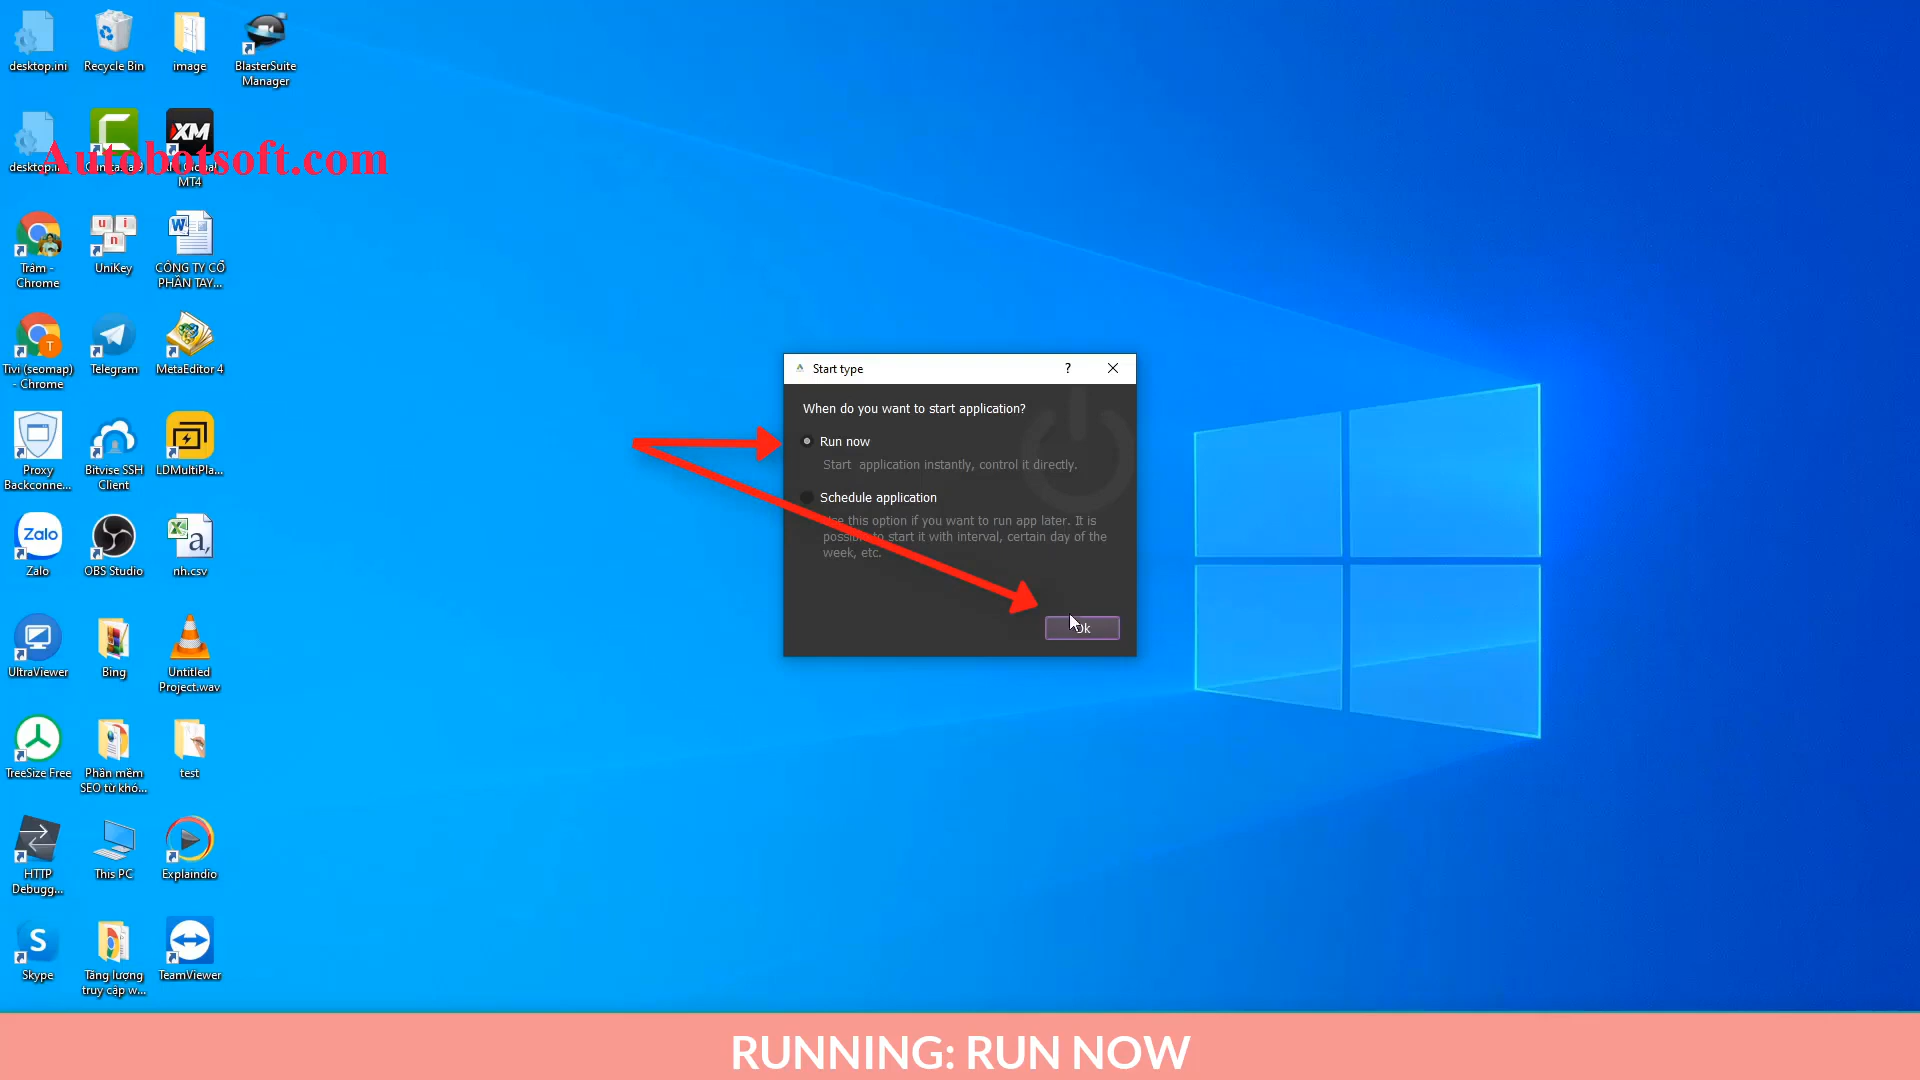 desktop.ini
Recycle Bin
image
BlasterSuite
Manager
XM
Autobotsoft.com
MT4
Trâm -
Chrome
u i
n
UniKey
W
CÔNG TY CỔ
PHẦN TAY...
T
Tivi (seomap)
- Chrome
Telegram
MetaEditor 4
Proxy
Backconne...
Bitvise SSH
Client
LDMultiPla...
Zalo
Zalo
OBS Studio
a,
nh.csv
UltraViewer
Bing
Untitled
Project.wav
TreeSize Free
Phần mềm
SEO từ khó...
test
HTTP
Debugg...
This PC
Explaindio
S
Skype
Tăng lượng
truy cập w...
TeamViewer
Start type
?
When do you want to start application?
Run now
Start application instantly, control it directly.
Schedule application
Use this option if you want to run app later. It is
possible to start it with interval, certain day of the
week, etc.
Ok
RUNNING: RUN NOW